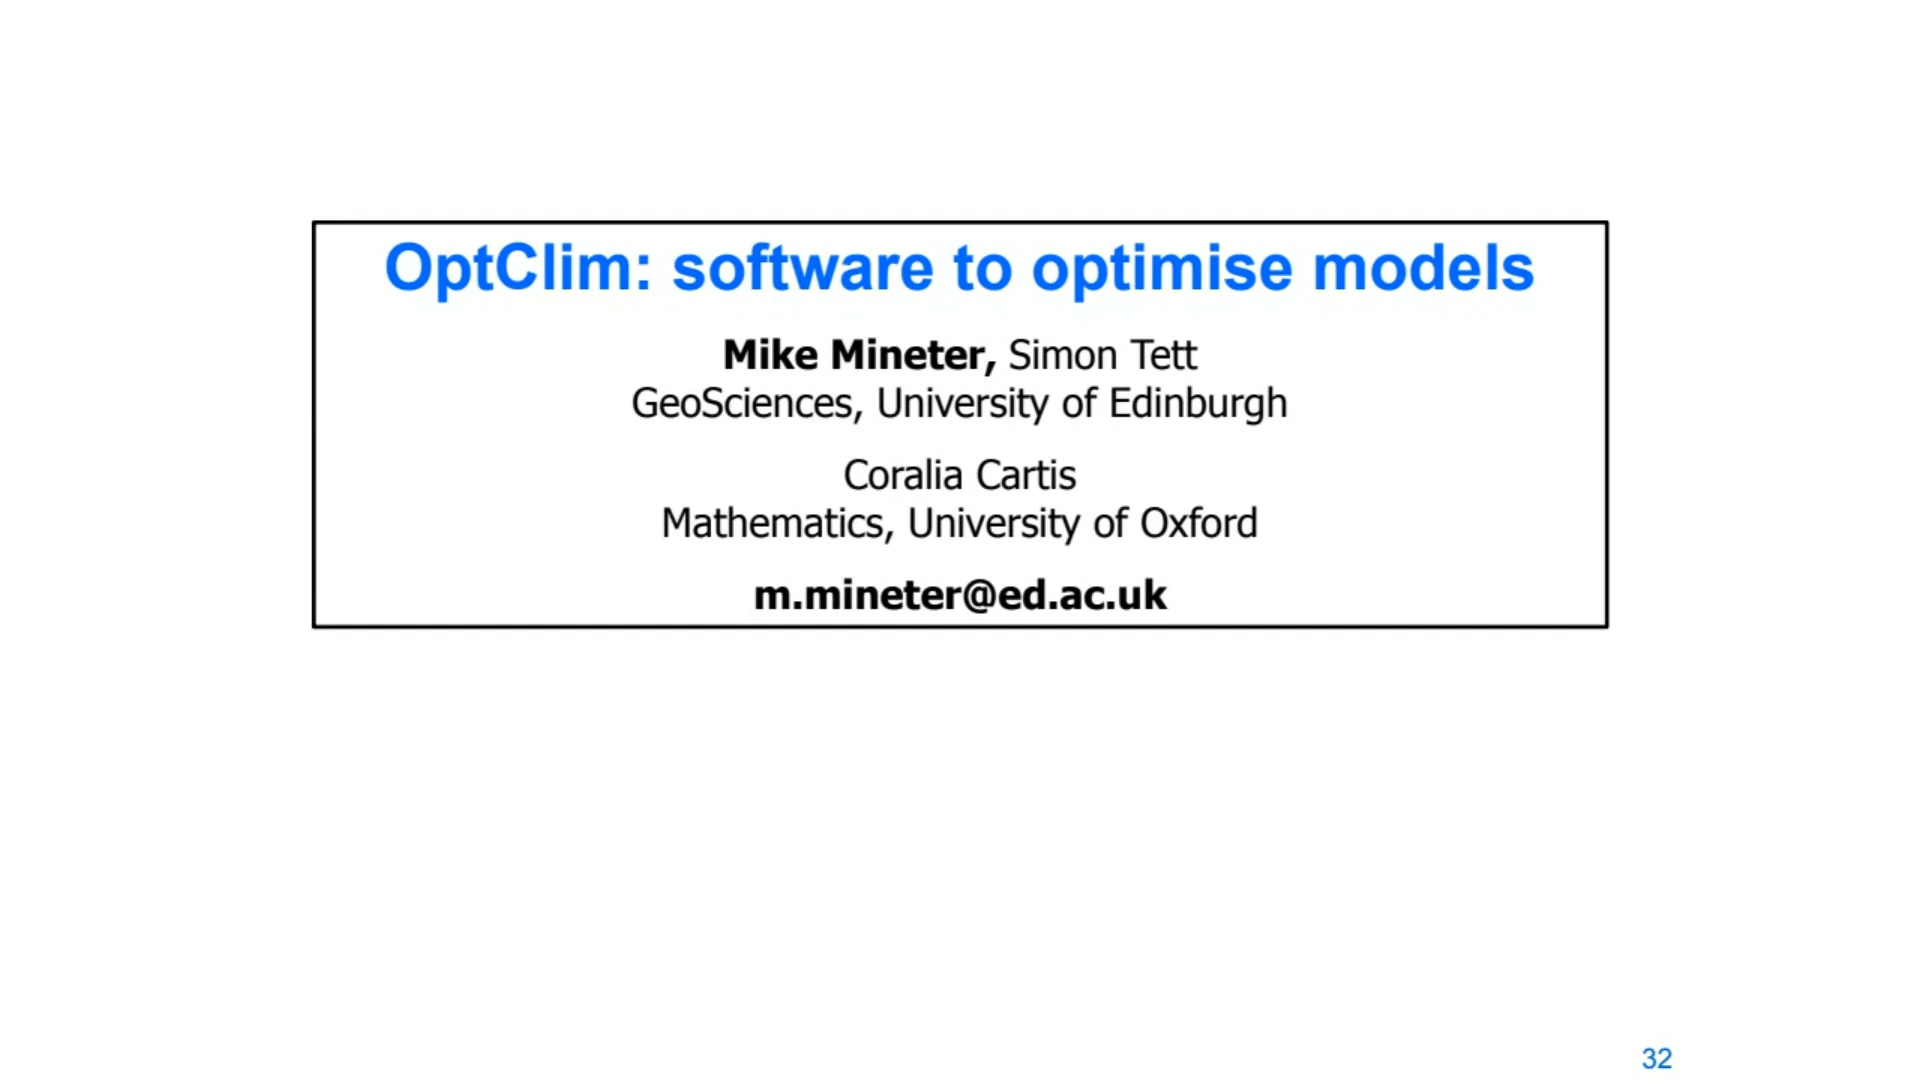 OptClim: software to optimise models
Mike Mineter, Simon Tett
GeoSciences, University of Edinburgh
Coralia Cartis
Mathematics, University of Oxford
m.mineter@ed.ac.uk
32